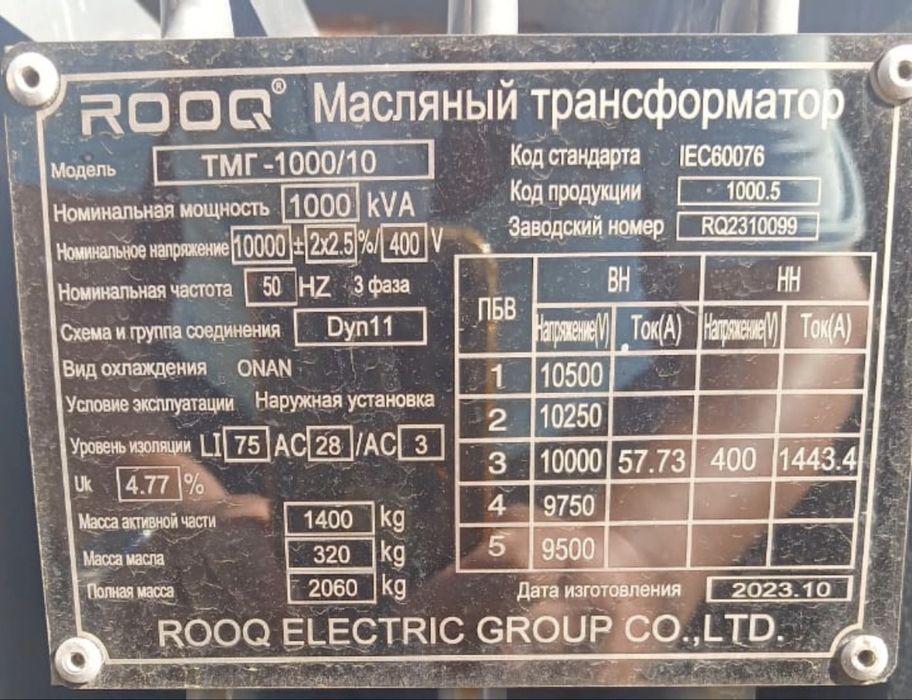 ROOQ® Масляный трансформатор
Модель ТМГ-1000/10
Код стандарта IEC60076
Номинальная мощность 1000 kVA
Код продукции 1000.5
Номинальное напряжение 10000 ± 2x2.5 %/ 400 V
Заводский номер RQ2310099
Номинальная частота 50 HZ 3 фаза
Схема и группа соединения Dyn11
Вид охлаждения ONAN
Условие эксплуатации Наружная установка
Уровень изоляции LI 75 AC 28 /AC 3
Uk 4.77 %
Масса активной части 1400 kg
Масса масла 320 kg
Полная масса 2060 kg
ПБВ ВН НН
Напряжение(V) Ток(А) Напряжение(V) Ток(А)
1 10500
2 10250
3 10000 57.73 400 1443.4
4 9750
5 9500
Дата изготовления 2023.10
ROOQ ELECTRIC GROUP CO.,LTD.